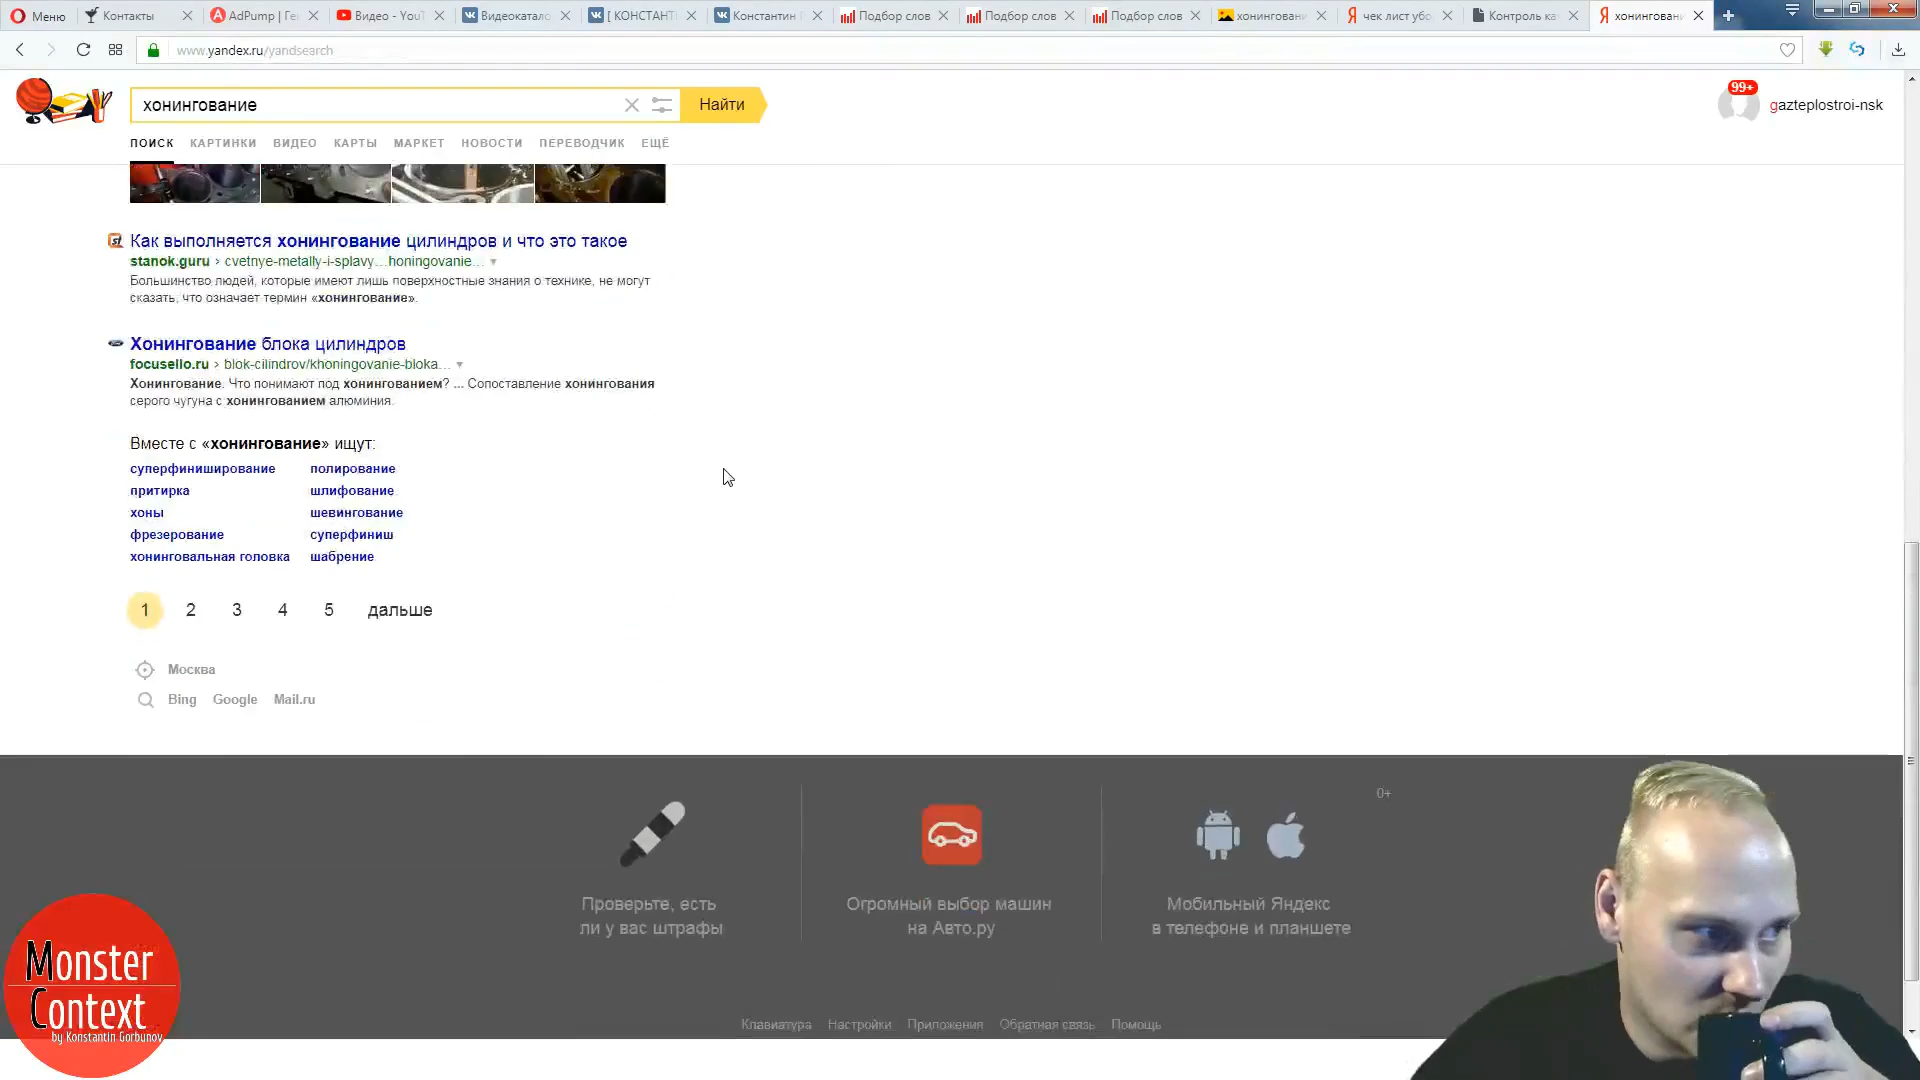 Меню
Контакты
AdPump | Ге
Видео - YouT
Видеокатало
[ КОНСТАНТ
Константин
Подбор слов
Подбор слов
Подбор слов
хонинговани
чек лист убо
Контроль ка
хонинговани
www.yandex.ru/yandsearch
хонингование
Найти
99+
gazteplostroi-nsk
ПОИСК КАРТИНКИ ВИДЕО КАРТЫ МАРКЕТ НОВОСТИ ПЕРЕВОДЧИК ЕЩЁ
Как выполняется хонингование цилиндров и что это такое
stanok.guru › cvetnye-metally-i-splavy…honingovanie…
Большинство людей, которые имеют лишь поверхностные знания о технике, не могут
сказать, что означает термин «хонингование».
Хонингование блока цилиндров
focusello.ru › blok-cilindrov/khoningovanie-bloka…
Хонингование. Что понимают под хонингованием? ... Сопоставление хонингования
серого чугуна с хонингованием алюминия.
Вместе с «хонингование» ищут:
суперфиниширование полирование
притирка шлифование
хоны шевингование
фрезерование суперфиниш
хонинговальная головка шабрение
1 2 3 4 5 дальше
Москва
Bing Google Mail.ru
0+
Проверьте, есть
ли у вас штрафы
Огромный выбор машин
на Авто.ру
Мобильный Яндекс
в телефоне и планшете
Monster
Context
by Konstantin Gorbunov
Клавиатура Настройки Приложения Обратная связь Помощь